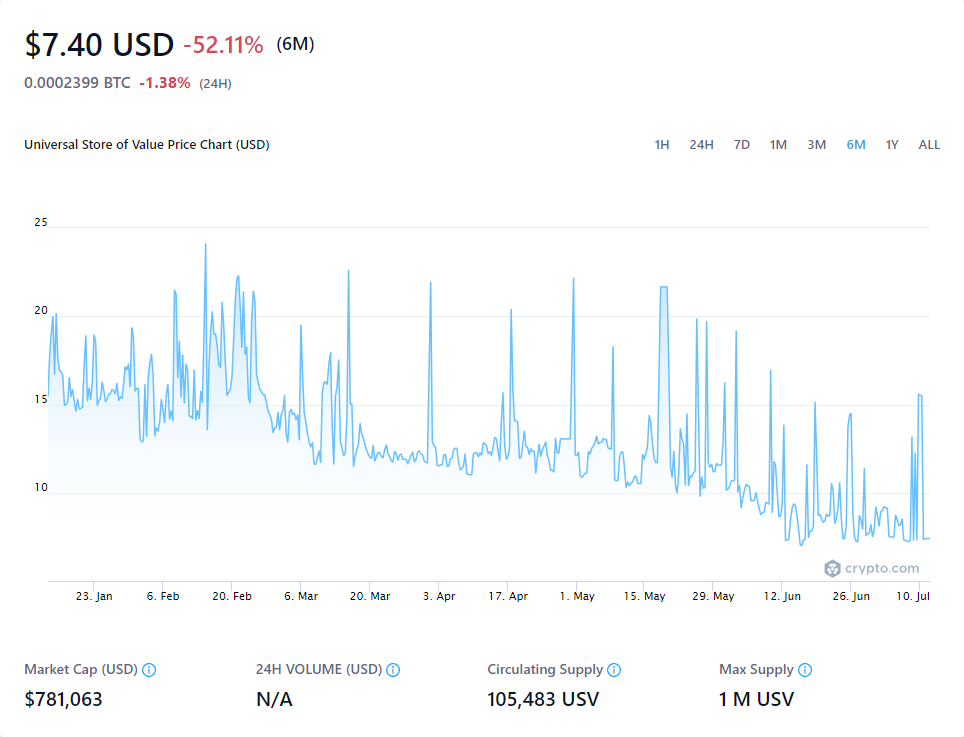 $7.40 USD -52.11% (6M)
0.0002399 BTC -1.38% (24H)
Universal Store of Value Price Chart (USD) 1H 24H 7D 1M 3M 6M 1Y ALL
25
20
15
10
crypto.com
23. Jan 6. Feb 20. Feb 6. Mar 20. Mar 3. Apr 17. Apr 1. May 15. May 29. May 12. Jun 26. Jun 10. Jul
Market Cap (USD) 24H VOLUME (USD) Circulating Supply Max Supply
$781,063 N/A 105,483 USV 1 M USV